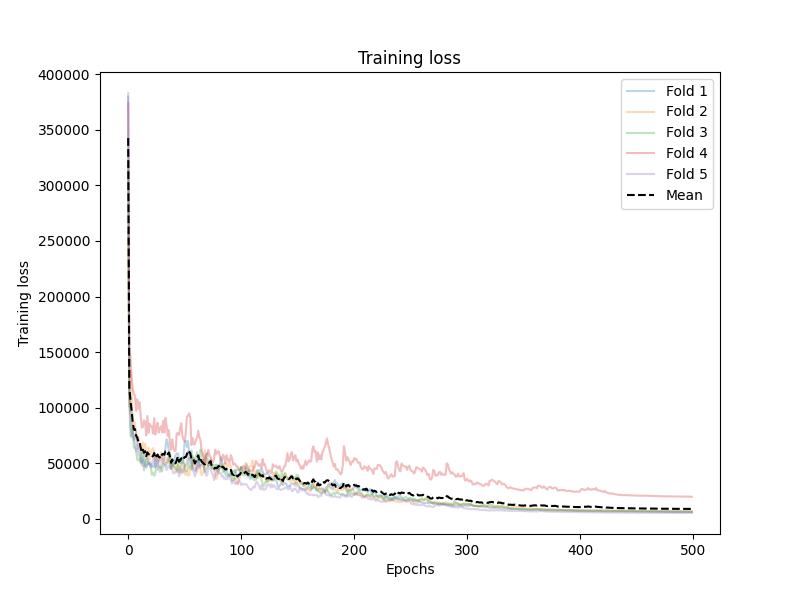 Training loss
400000
350000
300000
250000
200000
150000
100000
50000
0
Training loss
0 100 200 300 400 500
Epochs
Fold 1
Fold 2
Fold 3
Fold 4
Fold 5
Mean